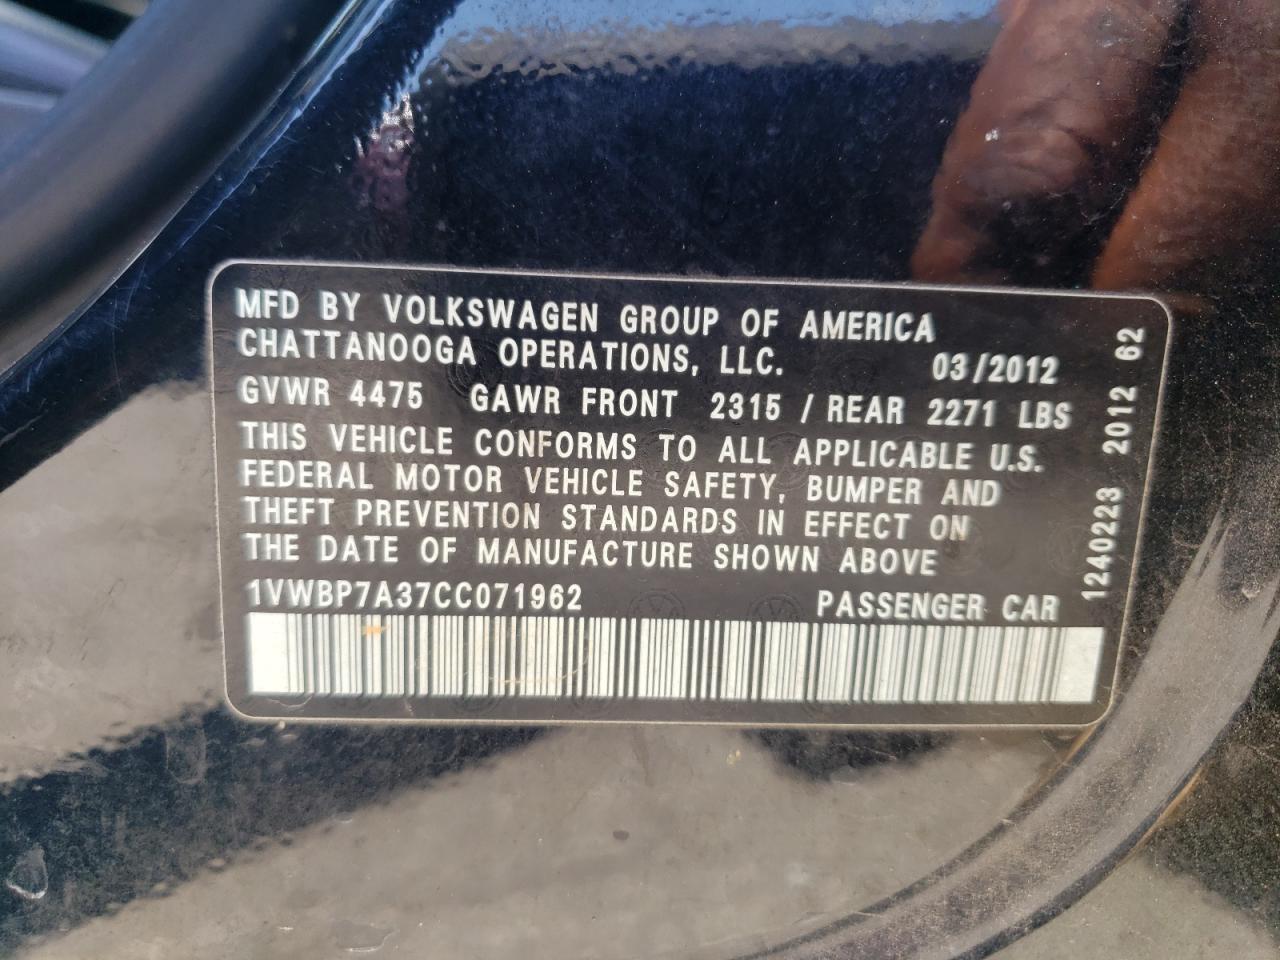 MFD BY VOLKSWAGEN GROUP OF AMERICA
CHATTANOOGA OPERATIONS, LLC. 03/2012
GVWR 4475 GAWR FRONT 2315 / REAR 2271 LBS
THIS VEHICLE CONFORMS TO ALL APPLICABLE U.S.
FEDERAL MOTOR VEHICLE SAFETY, BUMPER AND
THEFT PREVENTION STANDARDS IN EFFECT ON
THE DATE OF MANUFACTURE SHOWN ABOVE
1VWBP7A37CC071962 PASSENGER CAR
1240223 2012 62